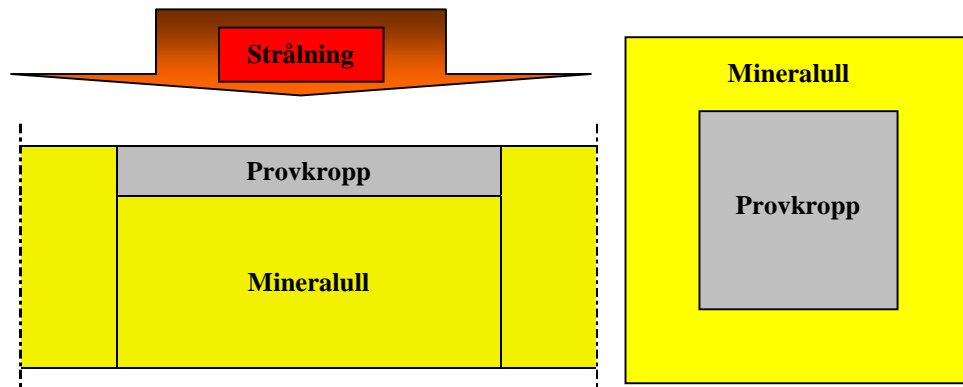 Strålning
Provkropp
Mineralull
Mineralull
Provkropp